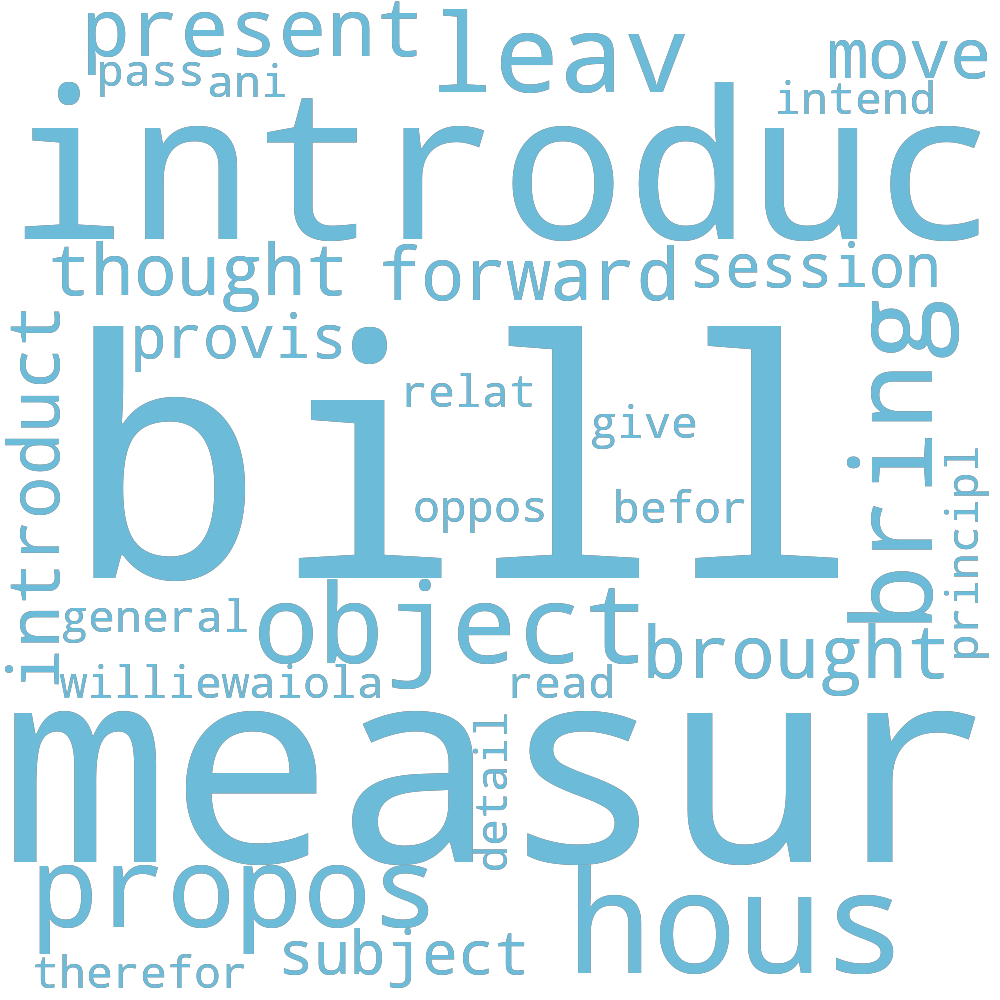 present
leav
move
pass
ani
intend
introduc
thought
forward
session
introduct
provis
bring
bill
relat
give
oppos
befor
principl
general
object
brought
williewaiola
read
measur
detail
propos
hous
subject
therefor